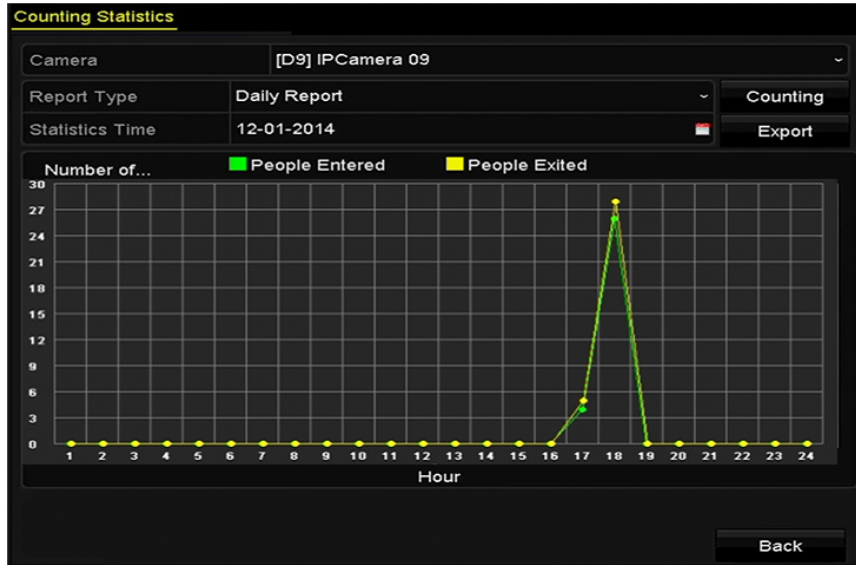 Counting Statistics
Camera [D9] IPCamera 09
Report Type Daily Report Counting
Statistics Time 12-01-2014 Export
Number of... People Entered People Exited
30
27
24
21
18
15
12
9
6
3
0
1 2 3 4 5 6 7 8 9 10 11 12 13 14 15 16 17 18 19 20 21 22 23 24
Hour
Back